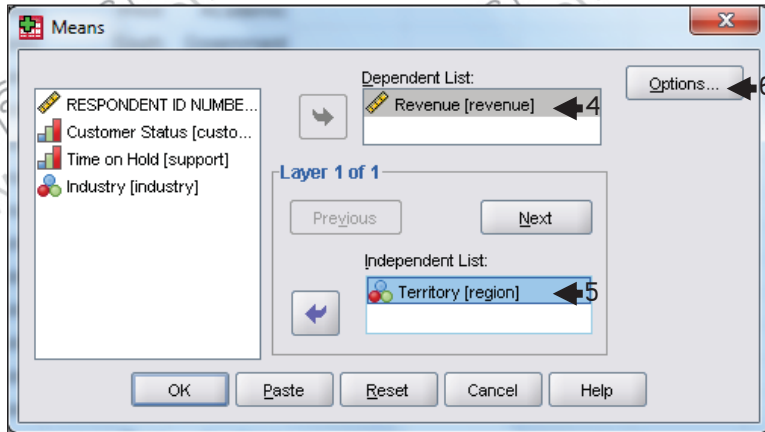 Means
RESPONDENT ID NUMBE...
Customer Status [custo...
Time on Hold [support]
Industry [industry]
Dependent List:
Revenue [revenue]
4
Options...
6
Layer 1 of 1
Previous
Next
Independent List:
Territory [region]
5
OK
Paste
Reset
Cancel
Help